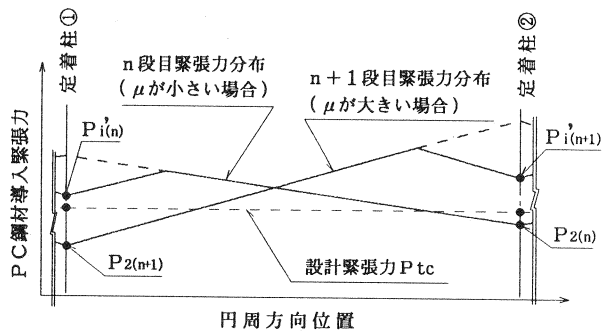 定着柱①
定着柱②
n段目緊張力分布
(μが小さい場合)
n+1段目緊張力分布
(μが大きい場合)
Pi'(n)
Pi'(n+1)
P2(n+1)
P2(n)
設計緊張力Ptc
PC鋼材導入緊張力
円周方向位置